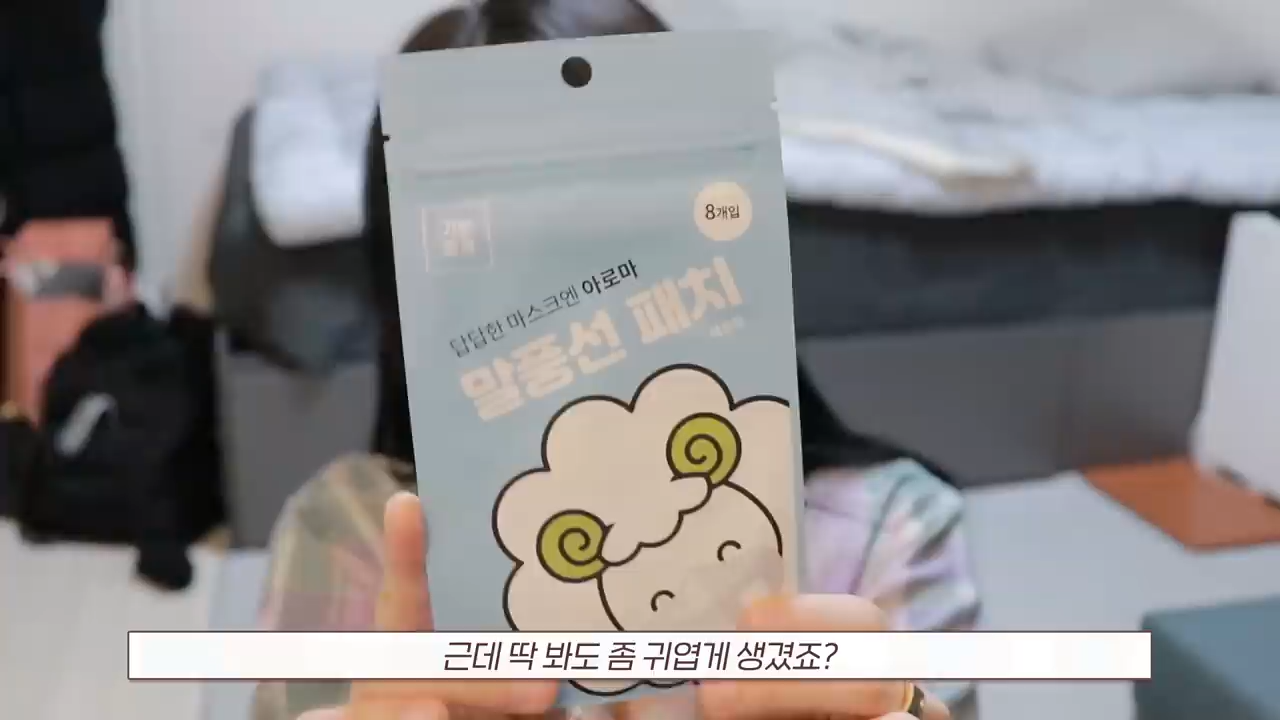 8개입
답답한 마스크엔 아로마
말풍선 패치
근데 딱 봐도 좀 귀엽게 생겼죠?